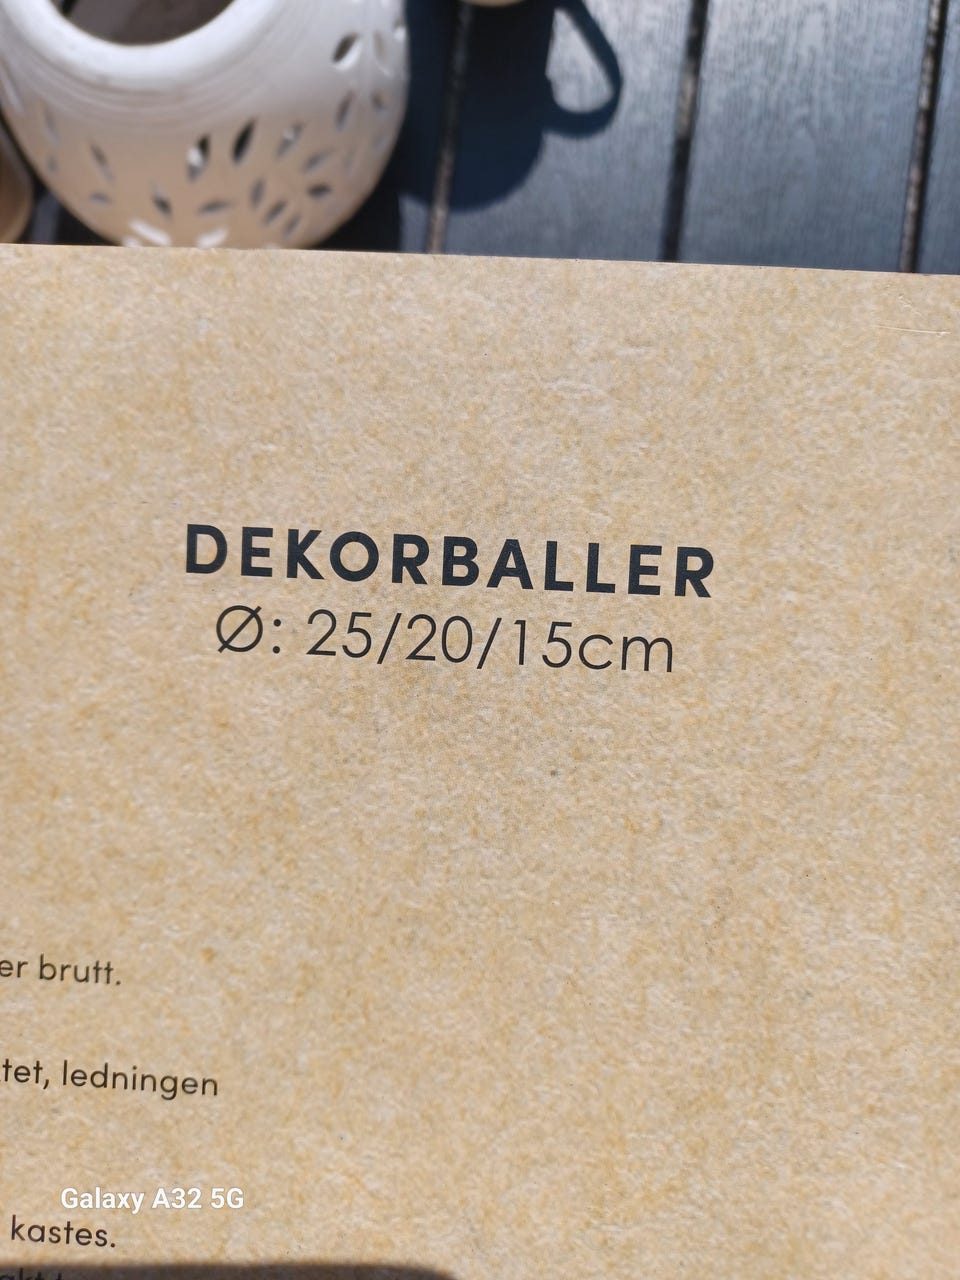 DEKORBALLER
Ø: 25/20/15cm
er brutt.
tet, ledningen
Galaxy A32 5G
kastes.